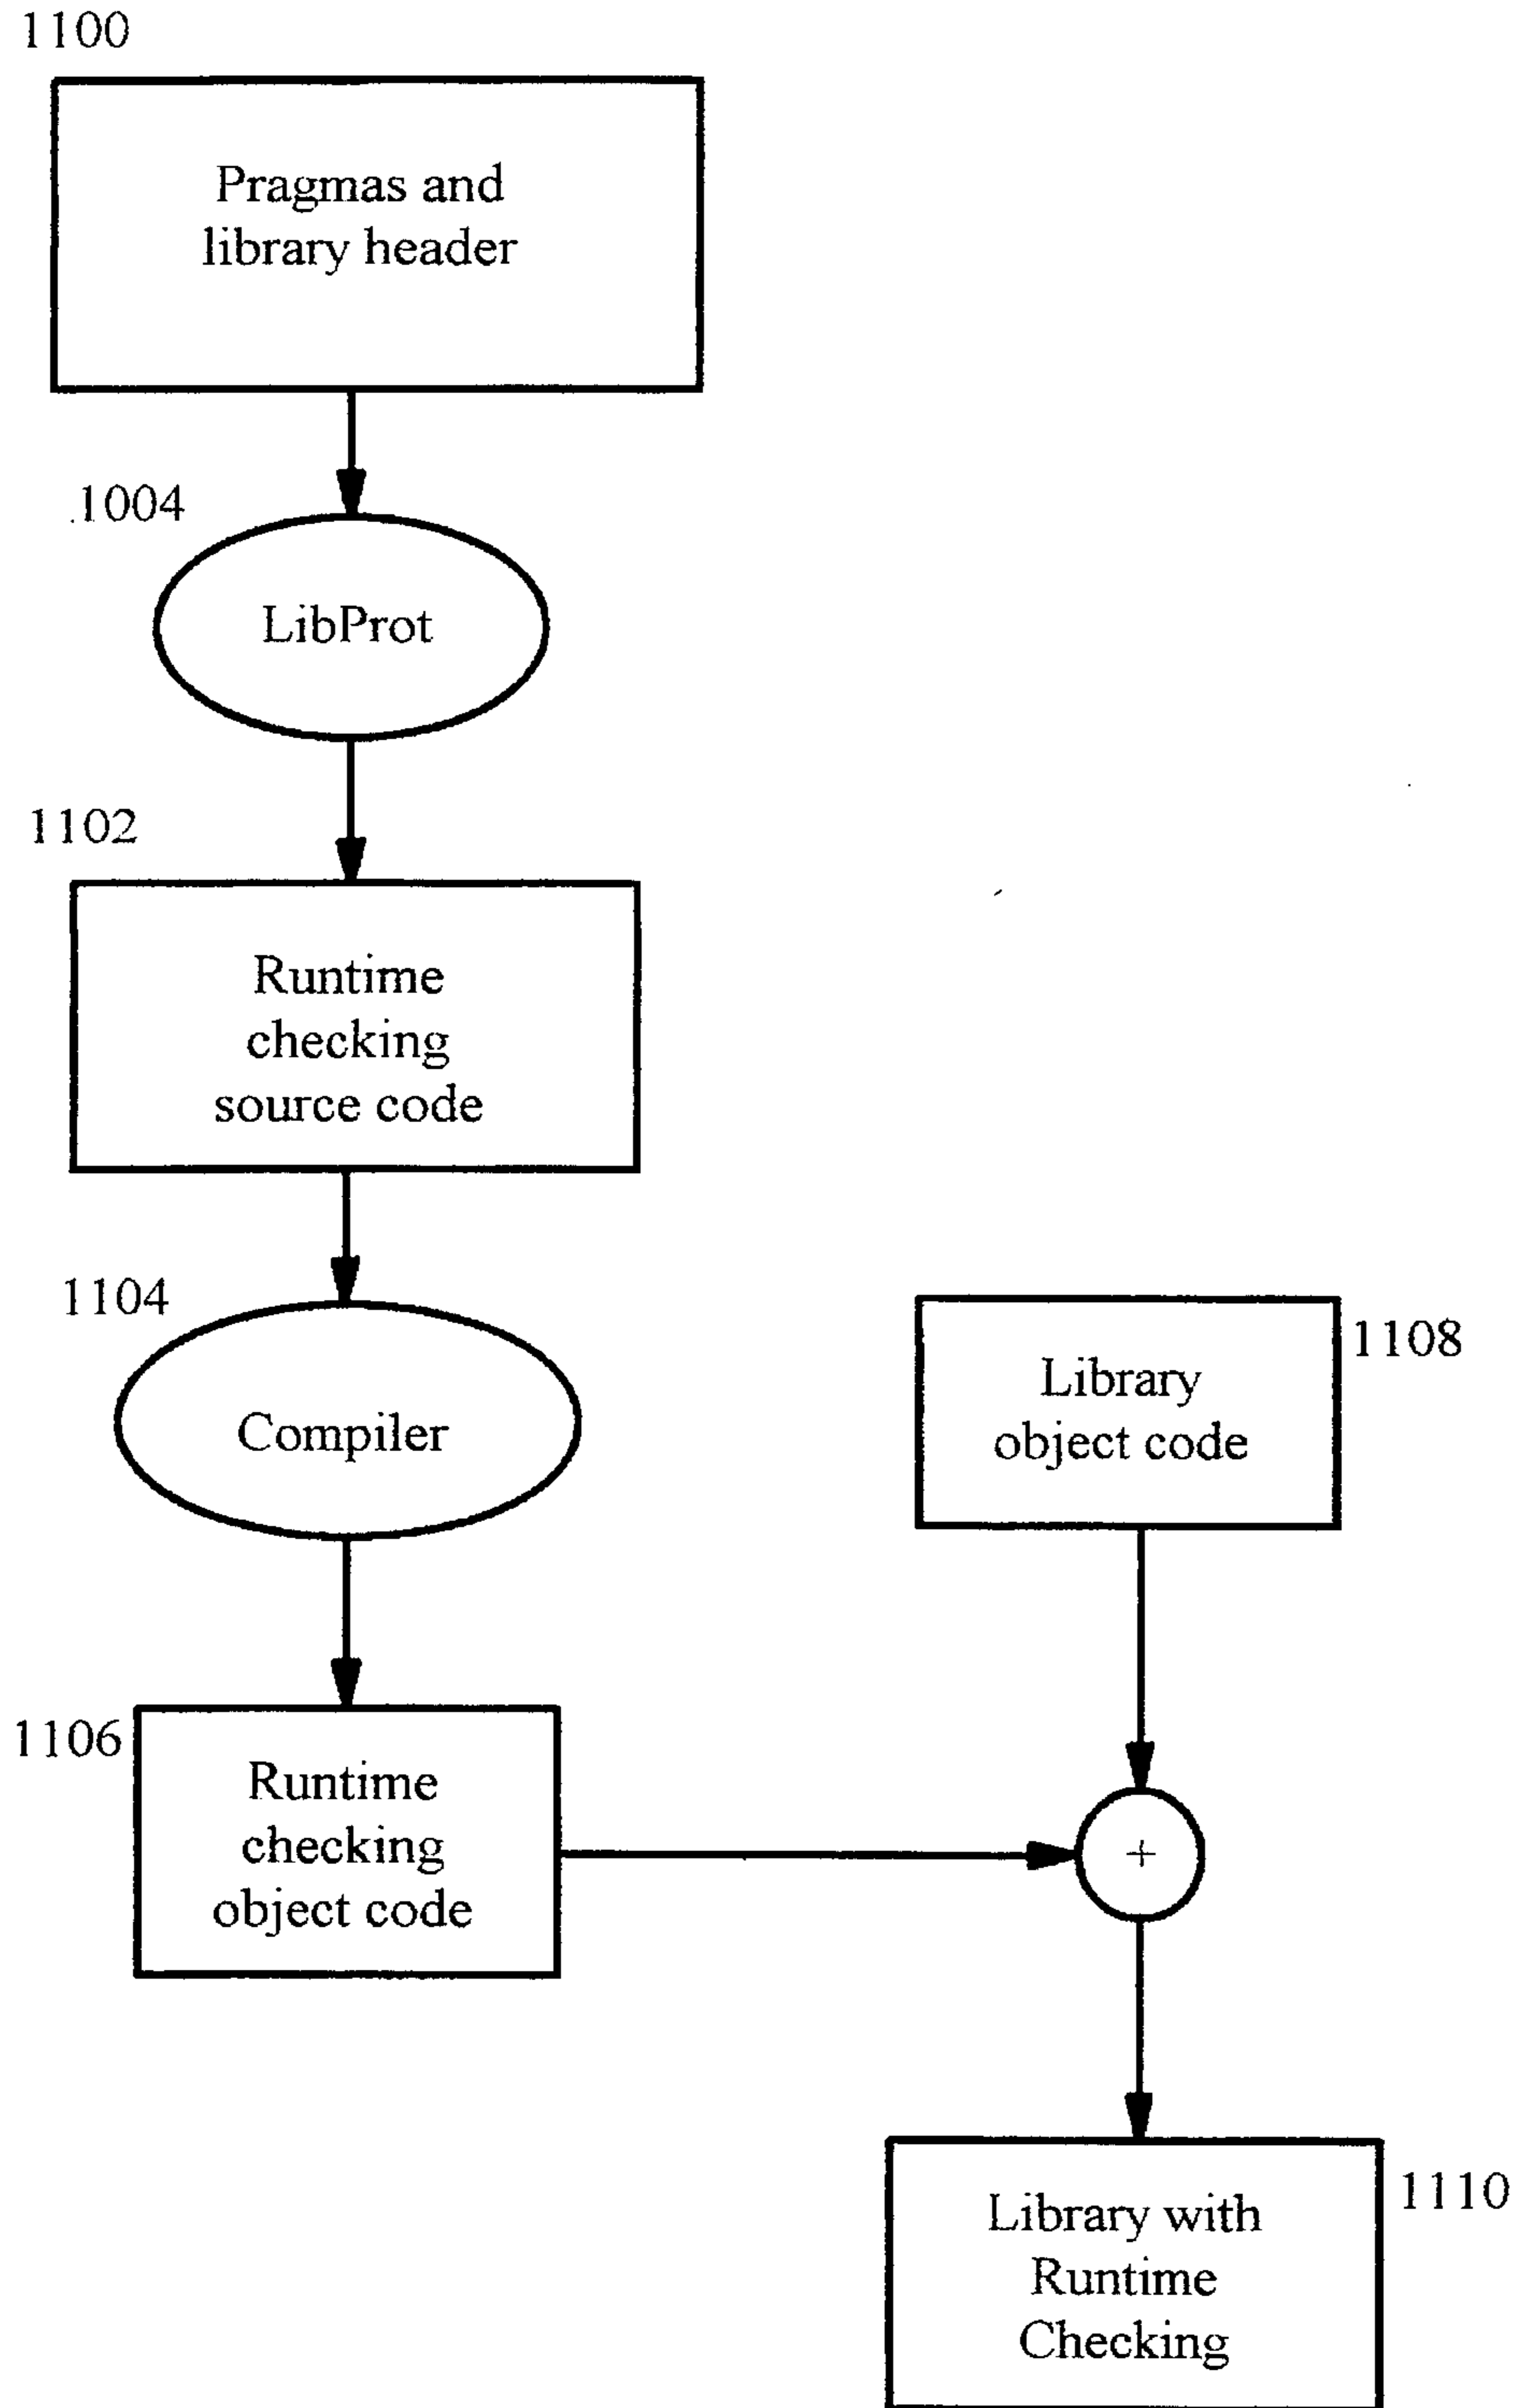 1100
Pragmas and
library header
1004
LibProt
1102
Runtime
checking
source code
1104
Compiler
1108
Library
object code
1106
Runtime
checking
object code
+
1110
Library with
Runtime
Checking